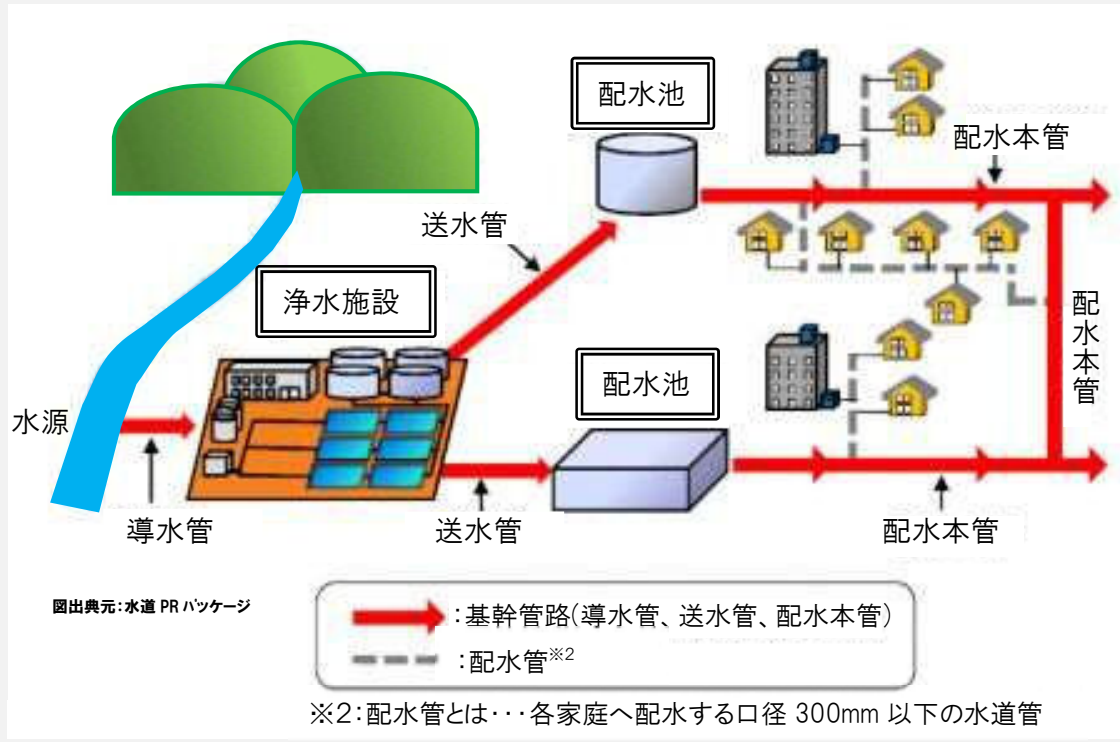 配水池
配水本管
送水管
浄水施設
配水池
配水本管
水源
導水管
送水管
配水本管
図出典元:水道 PR パッケージ
:基幹管路(導水管、送水管、配水本管)
:配水管※2
※2:配水管とは・・・各家庭へ配水する口径 300mm 以下の水道管